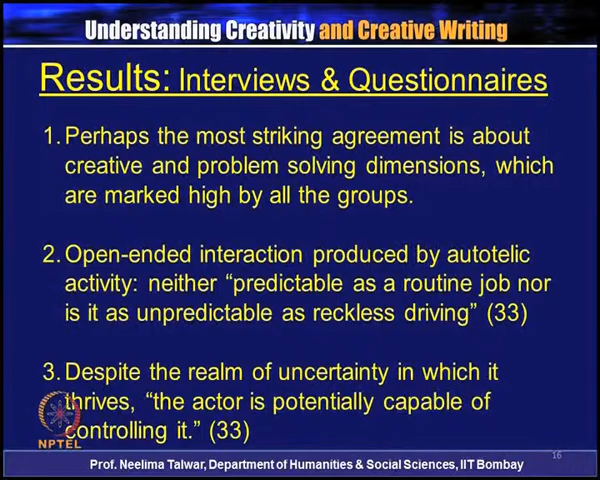 Understanding Creativity and Creative Writing
Results: Interviews & Questionnaires
1. Perhaps the most striking agreement is about
creative and problem solving dimensions, which
are marked high by all the groups.
2. Open-ended interaction produced by autotelic
activity: neither “predictable as a routine job nor
is it as unpredictable as reckless driving” (33)
3. Despite the realm of uncertainty in which it
thrives, “the actor is potentially capable of
controlling it.” (33)
NPTEL
16
Prof. Neelima Talwar, Department of Humanities & Social Sciences, IIT Bombay